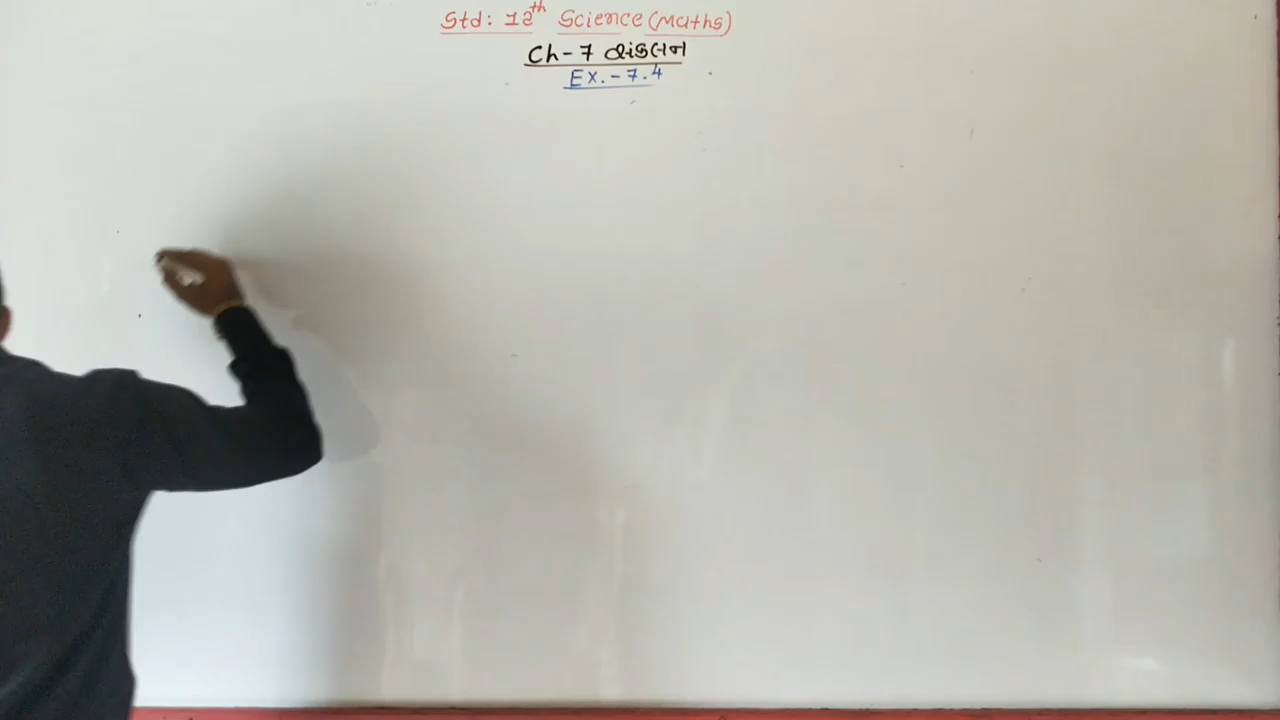 Std: 12th Science (Maths)
Ch-7 વિકલન
Ex.-7.4